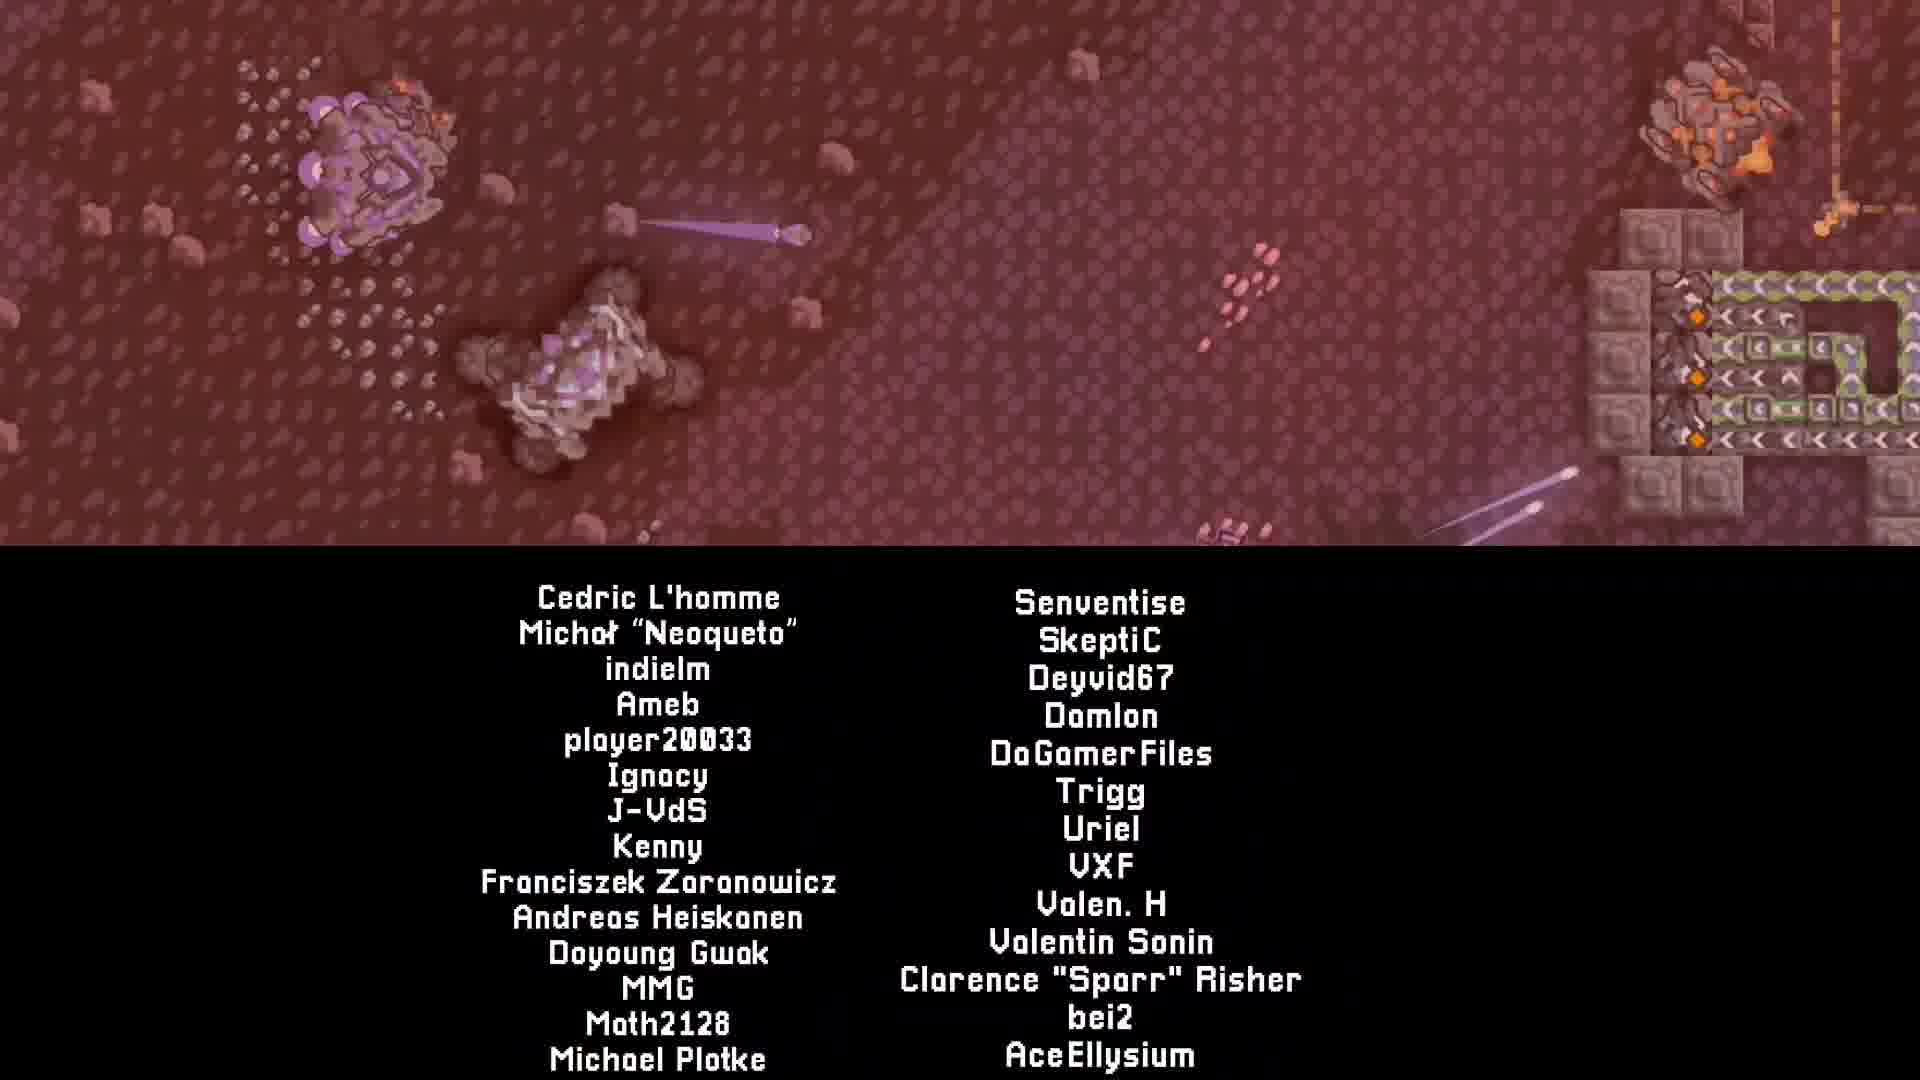 Cedric L'homme
Michał “Neoqueto”
indielm
Ameb
player20033
Ignacy
J-VdS
Kenny
Franciszek Zaranowicz
Andreas Heiskanen
Doyoung Gwak
MMG
Math2128
Michael Plotke
Senventise
SkeptiC
Deyvid67
Damlon
DaGamerFiles
Trigg
Uriel
VXF
Valen. H
Valentin Sonin
Clarence "Sparr" Risher
bei2
AceEllysium